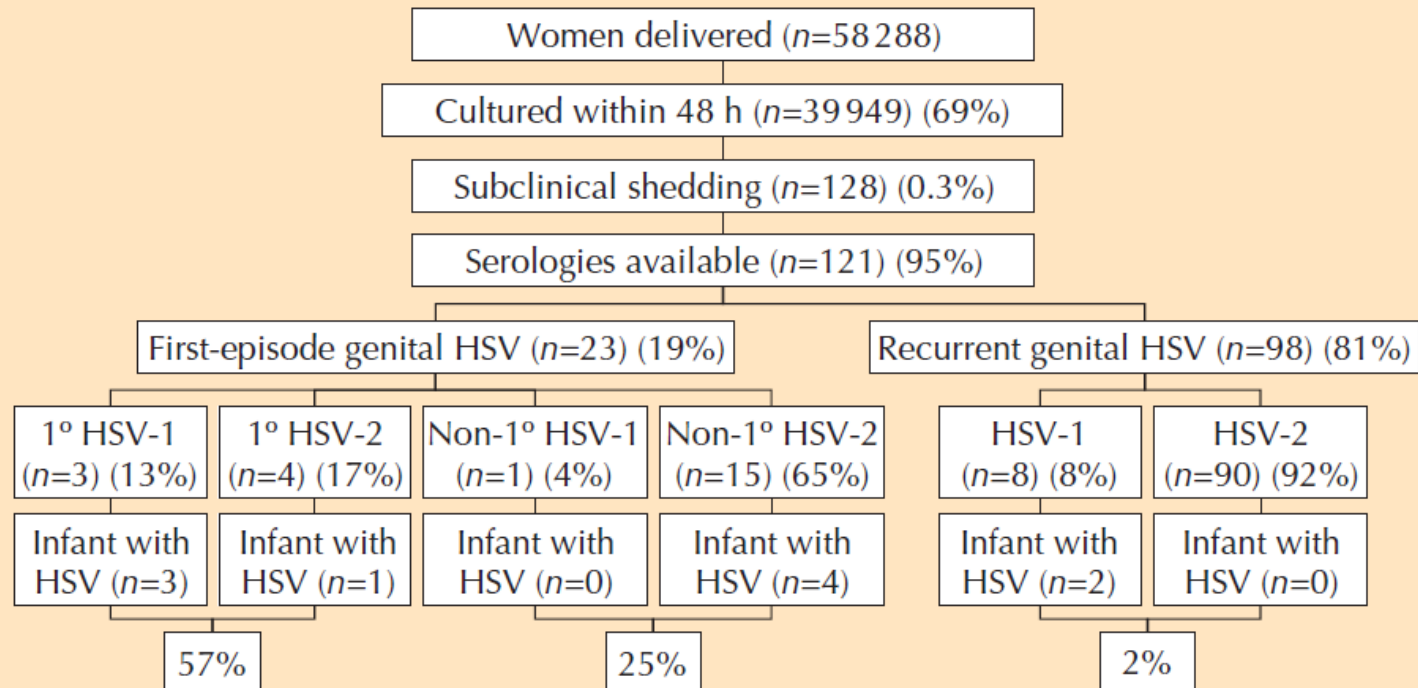 Women delivered (n=58 288)
Cultured within 48 h (n=39 949) (69%)
Subclinical shedding (n=128) (0.3%)
Serologies available (n=121) (95%)
First-episode genital HSV (n=23) (19%)
Recurrent genital HSV (n=98) (81%)
1º HSV-1
(n=3) (13%)
1º HSV-2
(n=4) (17%)
Non-1º HSV-1
(n=1) (4%)
Non-1º HSV-2
(n=15) (65%)
HSV-1
(n=8) (8%)
HSV-2
(n=90) (92%)
Infant with
HSV (n=3)
Infant with
HSV (n=1)
Infant with
HSV (n=0)
Infant with
HSV (n=4)
Infant with
HSV (n=2)
Infant with
HSV (n=0)
57%
25%
2%